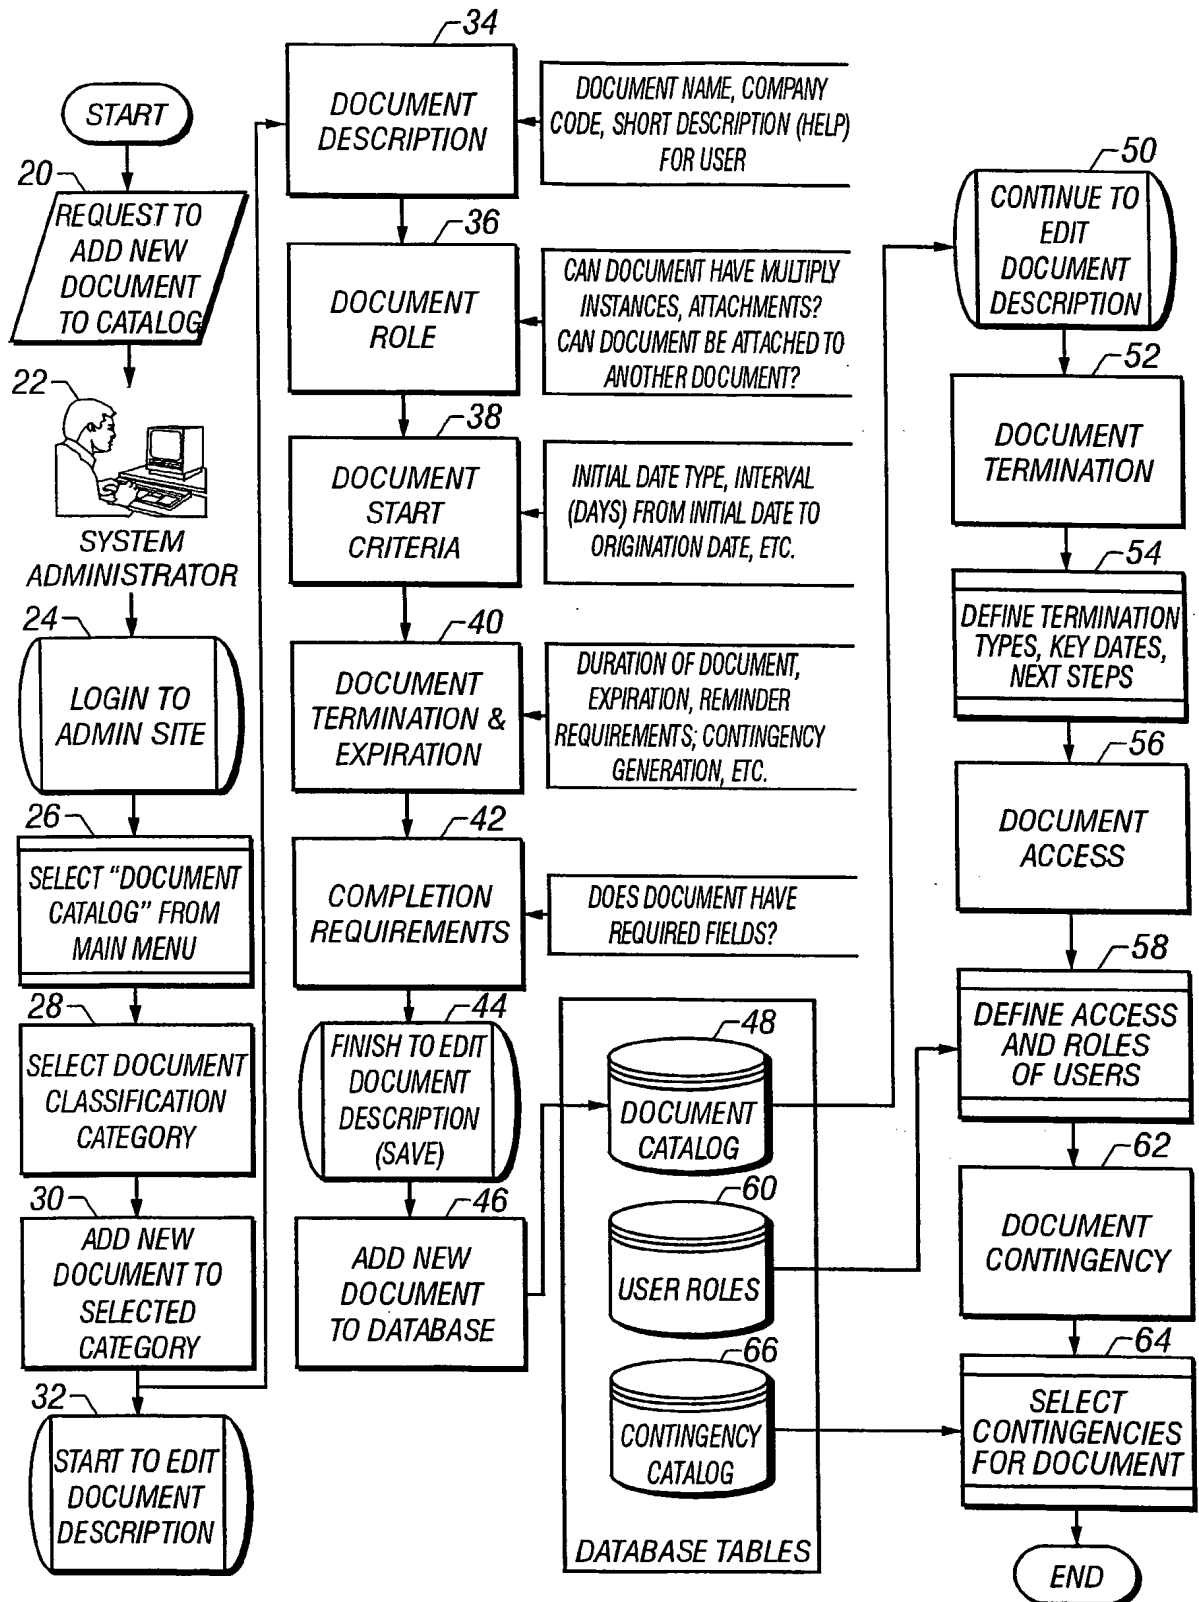 START
20
REQUEST TO
ADD NEW
DOCUMENT
TO CATALOG
22
SYSTEM
ADMINISTRATOR
24
LOGIN TO
ADMIN SITE
26
SELECT "DOCUMENT
CATALOG" FROM
MAIN MENU
28
SELECT DOCUMENT
CLASSIFICATION
CATEGORY
30
ADD NEW
DOCUMENT TO
SELECTED
CATEGORY
32
START TO EDIT
DOCUMENT
DESCRIPTION
34
DOCUMENT
DESCRIPTION
DOCUMENT NAME, COMPANY
CODE, SHORT DESCRIPTION (HELP)
FOR USER
36
DOCUMENT
ROLE
CAN DOCUMENT HAVE MULTIPLY
INSTANCES, ATTACHMENTS?
CAN DOCUMENT BE ATTACHED TO
ANOTHER DOCUMENT?
38
DOCUMENT
START
CRITERIA
INITIAL DATE TYPE, INTERVAL
(DAYS) FROM INITIAL DATE TO
ORIGINATION DATE, ETC.
40
DOCUMENT
TERMINATION &
EXPIRATION
DURATION OF DOCUMENT,
EXPIRATION, REMINDER
REQUIREMENTS; CONTINGENCY
GENERATION, ETC.
42
COMPLETION
REQUIREMENTS
DOES DOCUMENT HAVE
REQUIRED FIELDS?
44
FINISH TO EDIT
DOCUMENT
DESCRIPTION
(SAVE)
46
ADD NEW
DOCUMENT
TO DATABASE
48
DOCUMENT
CATALOG
60
USER ROLES
66
CONTINGENCY
CATALOG
DATABASE TABLES
50
CONTINUE TO
EDIT
DOCUMENT
DESCRIPTION
52
DOCUMENT
TERMINATION
54
DEFINE TERMINATION
TYPES, KEY DATES,
NEXT STEPS
56
DOCUMENT
ACCESS
58
DEFINE ACCESS
AND ROLES
OF USERS
62
DOCUMENT
CONTINGENCY
64
SELECT
CONTINGENCIES
FOR DOCUMENT
END